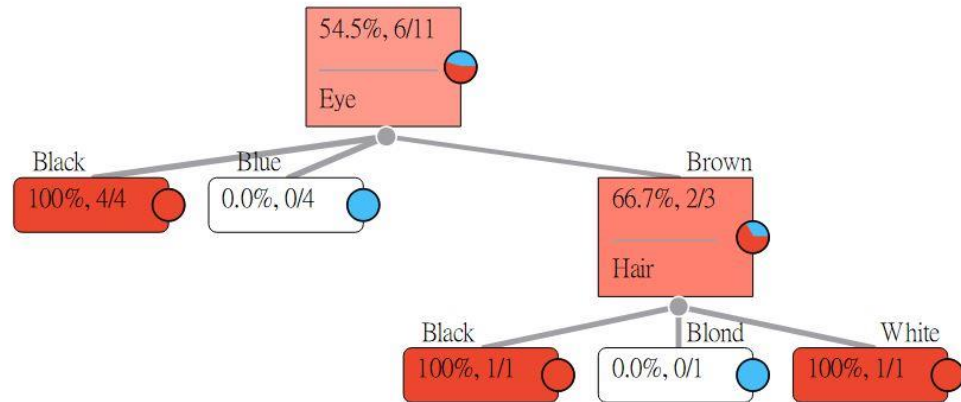 54.5%, 6/11
Eye
Black
Blue
Brown
100%, 4/4
0.0%, 0/4
66.7%, 2/3
Hair
Black
Blond
White
100%, 1/1
0.0%, 0/1
100%, 1/1